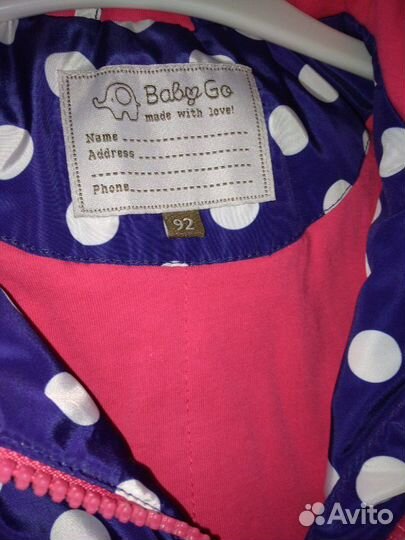 Baby Go
made with love!
Name
Address
Phone
92
Avito